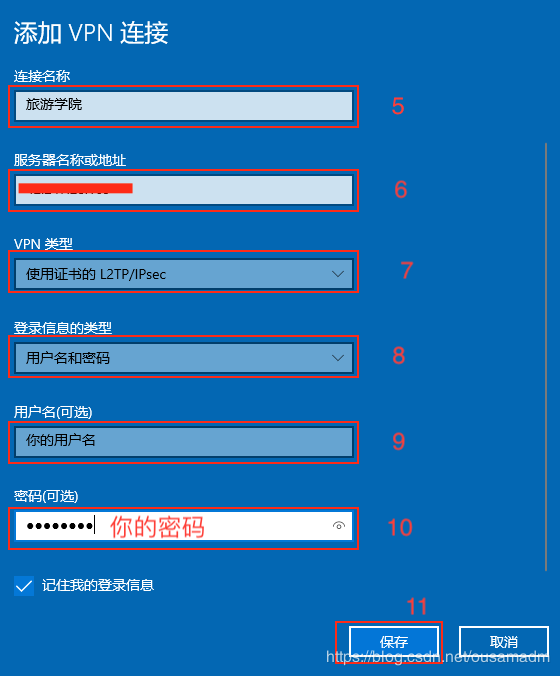 添加 VPN 连接
连接名称
旅游学院
5
服务器名称或地址
6
VPN 类型
使用证书的 L2TP/IPsec
7
登录信息的类型
用户名和密码
8
用户名(可选)
你的用户名
9
密码(可选)
●●●●●●●● 你的密码
10
记住我的登录信息
11
保存
取消
https://blog.csdn.net/ousamadm